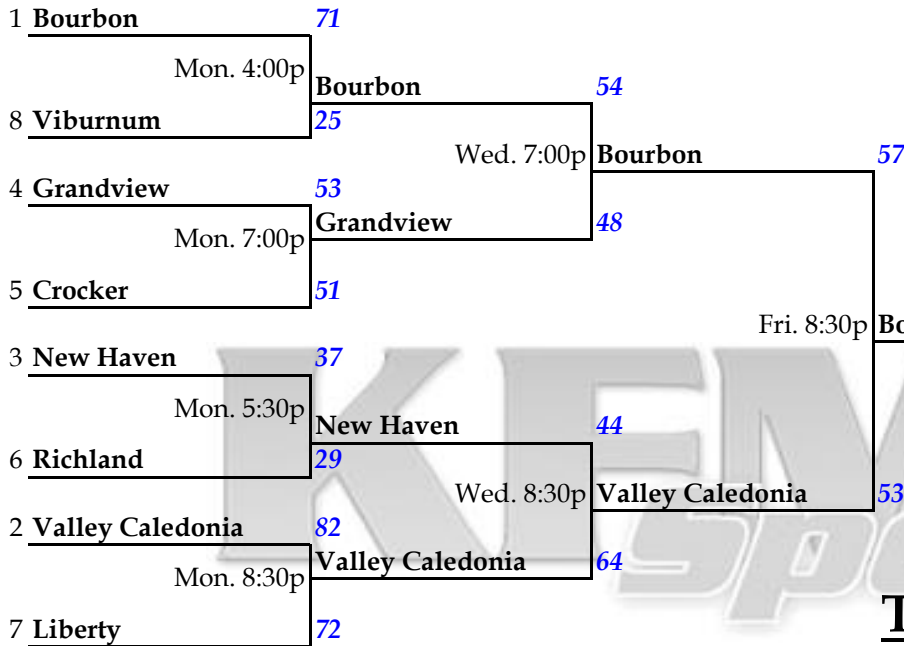 1 Bourbon 71
Mon. 4:00p
Bourbon 54
8 Viburnum 25
Wed. 7:00p Bourbon 57
4 Grandview 53
Mon. 7:00p
Grandview 48
5 Crocker 51
Fri. 8:30p
3 New Haven 37
Mon. 5:30p
New Haven 44
6 Richland 29
Wed. 8:30p Valley Caledonia 53
2 Valley Caledonia 82
Mon. 8:30p
Valley Caledonia 64
7 Liberty 72